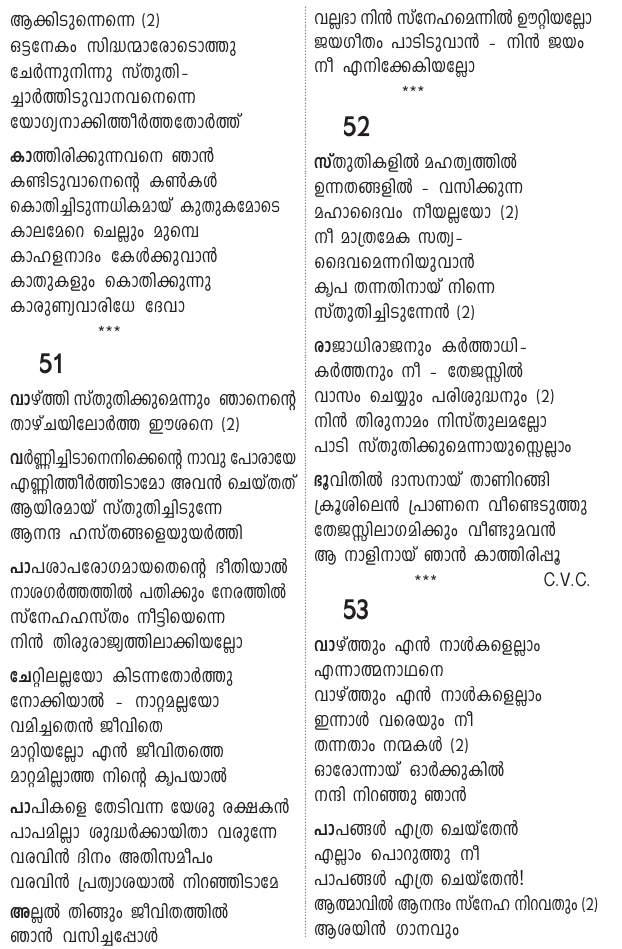 ആക്കിടുന്നെന്നെ (2)
ഒട്ടനേകം സിദ്ധന്മാരോടൊത്തു
ചേർന്നുനിന്നു സ്തുതി-
ച്ചാർത്തിടുവാനവനെന്നെ
യോഗ്യനാക്കിത്തീർത്തതോർത്ത്
കാത്തിരിക്കുന്നവനെ ഞാൻ
കണ്ടിടുവാനെന്റെ കൺകൾ
കൊതിച്ചിടുന്നധികമായ് കുതുകമോടെ
കാലമേറെ ചെല്ലും മുമ്പെ
കാഹളനാദം കേൾക്കുവാൻ
കാതുകളും കൊതിക്കുന്നു
കാരുണ്യവാരിധേ ദേവാ
***
51
വാഴ്ത്തി സ്തുതിക്കുമെന്നും ഞാനെന്റെ
താഴ്ചയിലോർത്ത ഈശനെ (2)
വർണ്ണിച്ചിടാനെനിക്കെന്റെ നാവു പോരായേ
എണ്ണിത്തീർത്തിടാമോ അവൻ ചെയ്തത്
ആയിരമായ് സ്തുതിച്ചിടുന്നേ
ആനന്ദ ഹസ്തങ്ങളെയുയർത്തി
പാപശാപരോഗമായതെന്റെ ഭീതിയാൽ
നാശഗർത്തത്തിൽ പതിക്കും നേരത്തിൽ
സ്നേഹഹസ്തം നീട്ടിയെന്നെ
നിൻ തിരുരാജ്യത്തിലാക്കിയല്ലോ
ചേറ്റിലല്ലയോ കിടന്നതോർത്തു
നോക്കിയാൽ - നാറ്റമല്ലയോ
വമിച്ചതെൻ ജീവിതെ
മാറ്റിയല്ലോ എൻ ജീവിതത്തെ
മാറ്റമില്ലാത്ത നിന്റെ കൃപയാൽ
പാപികളെ തേടിവന്ന യേശു രക്ഷകൻ
പാപമില്ലാ ശുദ്ധർക്കായിതാ വരുന്നേ
വരവിൻ ദിനം അതിസമീപം
വരവിൻ പ്രത്യാശയാൽ നിറഞ്ഞിടാമേ
അല്ലൽ തിങ്ങും ജീവിതത്തിൽ
ഞാൻ വസിച്ചപ്പോൾ
വല്ലഭാ നിൻ സ്നേഹമെന്നിൽ ഊറ്റിയല്ലോ
ജയഗീതം പാടിടുവാൻ - നിൻ ജയം
നീ എനിക്കേകിയല്ലോ
***
52
സ്തുതികളിൽ മഹത്വത്തിൽ
ഉന്നതങ്ങളിൽ - വസിക്കുന്ന
മഹാദൈവം നീയല്ലയോ (2)
നീ മാത്രമേക സത്യ-
ദൈവമെന്നറിയുവാൻ
കൃപ തന്നതിനായ് നിന്നെ
സ്തുതിച്ചിടുന്നേൻ (2)
രാജാധിരാജനും കർത്താധി-
കർത്തനും നീ - തേജസ്സിൽ
വാസം ചെയ്യും പരിശുദ്ധനും (2)
നിൻ തിരുനാമം നിസ്തുലമല്ലോ
പാടി സ്തുതിക്കുമെന്നായുസ്സെല്ലാം
ഭൂവിതിൽ ദാസനായ് താണിറങ്ങി
ക്രൂശിലെൻ പ്രാണനെ വീണ്ടെടുത്തു
തേജസ്സിലാഗമിക്കും വീണ്ടുമവൻ
ആ നാളിനായ് ഞാൻ കാത്തിരിപ്പൂ
*** C.V.C.
53
വാഴ്ത്തും എൻ നാൾകളെല്ലാം
എന്നാത്മനാഥനെ
വാഴ്ത്തും എൻ നാൾകളെല്ലാം
ഇന്നാൾ വരെയും നീ
തന്നതാം നന്മകൾ (2)
ഓരോന്നായ് ഓർക്കുകിൽ
നന്ദി നിറഞ്ഞു ഞാൻ
പാപങ്ങൾ എത്ര ചെയ്തേൻ
എല്ലാം പൊറുത്തു നീ
പാപങ്ങൾ എത്ര ചെയ്തേൻ!
ആത്മാവിൽ ആനന്ദം സ്നേഹ നിറവതും (2)
ആശയിൻ ഗാനവും